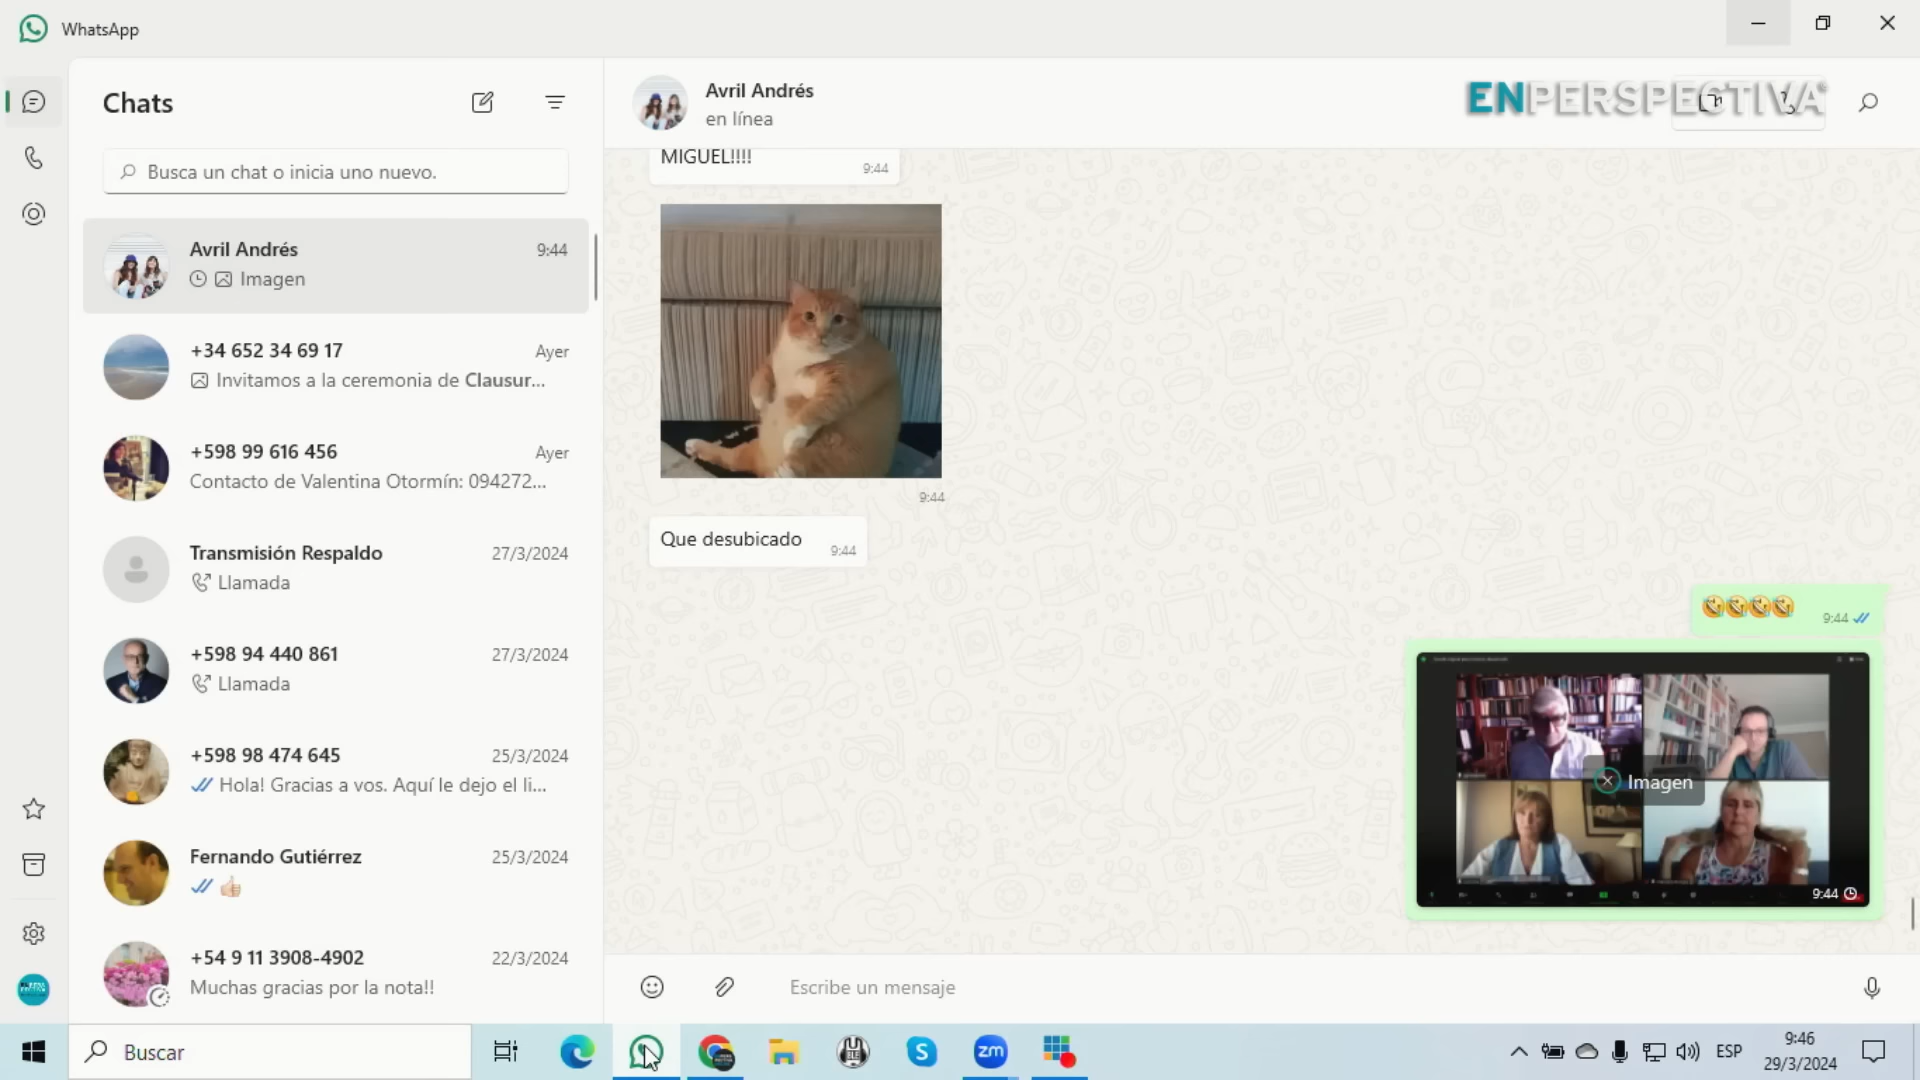 WhatsApp
Chats
Busca un chat o inicia uno nuevo.
Avril Andrés
9:44
Imagen
+34 652 34 69 17
Ayer
Invitamos a la ceremonia de Clausur...
+598 99 616 456
Ayer
Contacto de Valentina Otormín: 094272...
Transmisión Respaldo
27/3/2024
Llamada
+598 94 440 861
27/3/2024
Llamada
+598 98 474 645
25/3/2024
Hola! Gracias a vos. Aquí le dejo el li...
Fernando Gutiérrez
25/3/2024
+54 9 11 3908-4902
22/3/2024
Muchas gracias por la nota!!
Avril Andrés
en línea
ENPERSPECTIVA
MIGUEL!!!!
9:44
9:44
Que desubicado
9:44
9:44
Imagen
9:44
Escribe un mensaje
Buscar
zm
ESP
9:46
29/3/2024